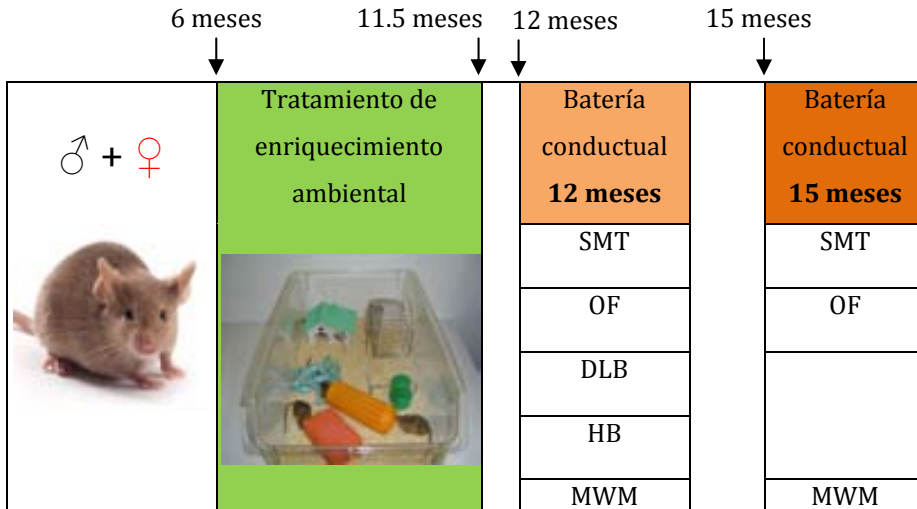 6 meses
11.5 meses
12 meses
15 meses
♂ + ♀
Tratamiento de
enriquecimiento
ambiental
Batería
conductual
12 meses
SMT
OF
DLB
HB
MWM
Batería
conductual
15 meses
SMT
OF
MWM